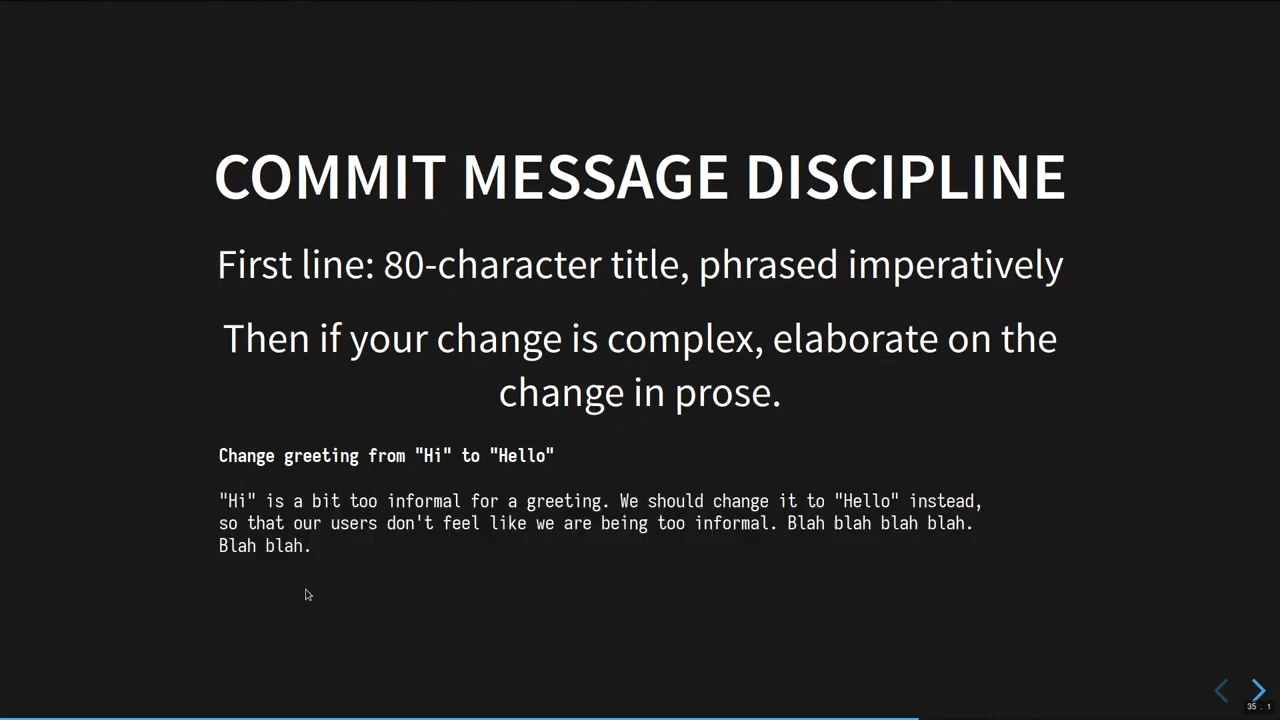 COMMIT MESSAGE DISCIPLINE
First line: 80-character title, phrased imperatively
Then if your change is complex, elaborate on the
change in prose.
Change greeting from "Hi" to "Hello"
"Hi" is a bit too informal for a greeting. We should change it to "Hello" instead,
so that our users don't feel like we are being too informal. Blah blah blah blah.
Blah blah.
35 . 1